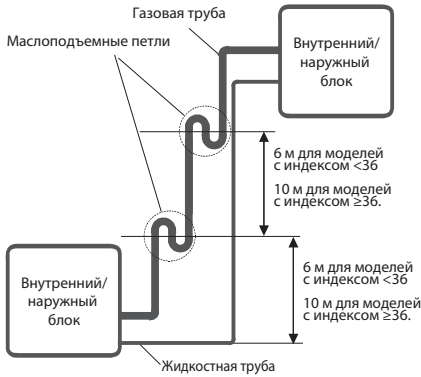 Газовая труба
Маслоподъемные петли
Внутренний/
наружный
блок
6 м для моделей
с индексом <36
10 м для моделей
с индексом ≥36.
6 м для моделей
с индексом <36
10 м для моделей
с индексом ≥36.
Внутренний/
наружный
блок
Жидкостная труба